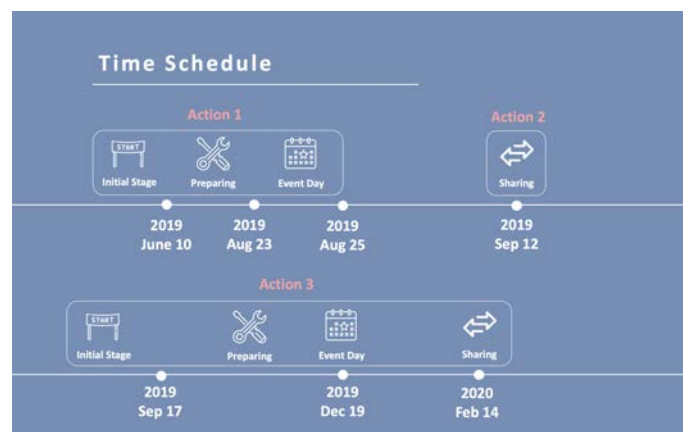 Time Schedule
Action 1
Action 2
START
Initial Stage
Preparing
Event Day
Sharing
2019
June 10
2019
Aug 23
2019
Aug 25
2019
Sep 12
Action 3
START
Initial Stage
Preparing
Event Day
Sharing
2019
Sep 17
2019
Dec 19
2020
Feb 14